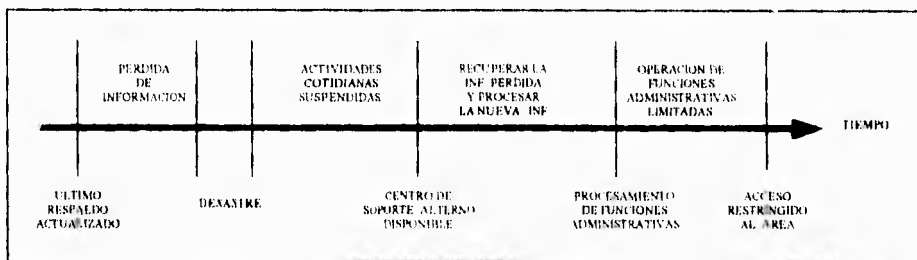 PERDIDA
DE
INFORMACION
ACTIVIDADES
COTIDIANAS
SUSPENDIDAS
RECUPERAR LA
INF PERDIDA
Y PROCESAR
LA NUEVA INF
OPERACION DE
FUNCIONES
ADMINISTRATIVAS
LIMITADAS
TIEMPO
ULTIMO
RESPALDO
ACTUALIZADO
DESASTRE
CENTRO DE
SOPORTE ALTERNO
DISPONIBLE
PROCESAMIENTO
DE FUNCIONES
ADMINISTRATIVAS
ACCESO
RESTRINGIDO
AL AREA